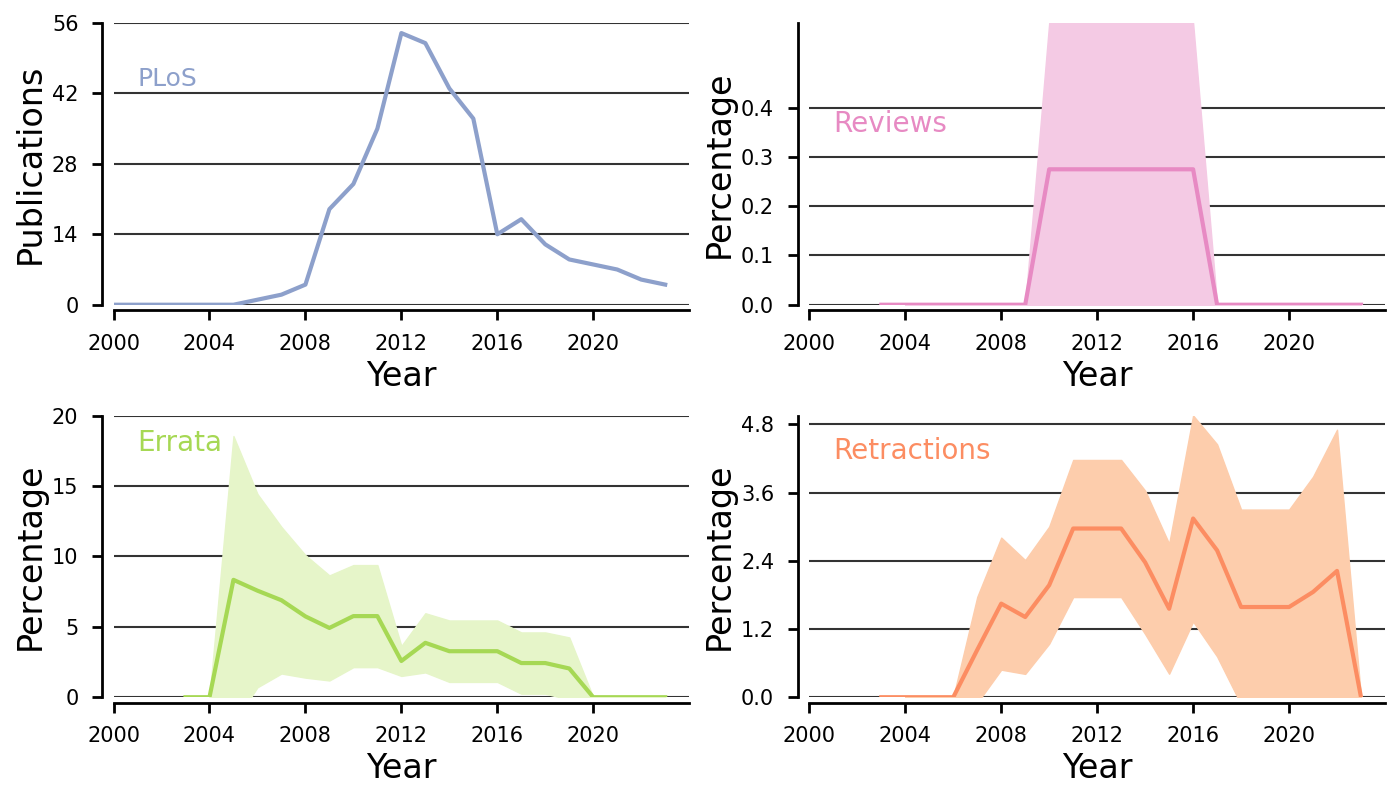 56
42
28
14
0
Publications
PLoS
2000 2004 2008 2012 2016 2020
Year
0.4
0.3
0.2
0.1
0.0
Percentage
Reviews
2000 2004 2008 2012 2016 2020
Year
20
15
10
5
0
Percentage
Errata
2000 2004 2008 2012 2016 2020
Year
4.8
3.6
2.4
1.2
0.0
Percentage
Retractions
2000 2004 2008 2012 2016 2020
Year